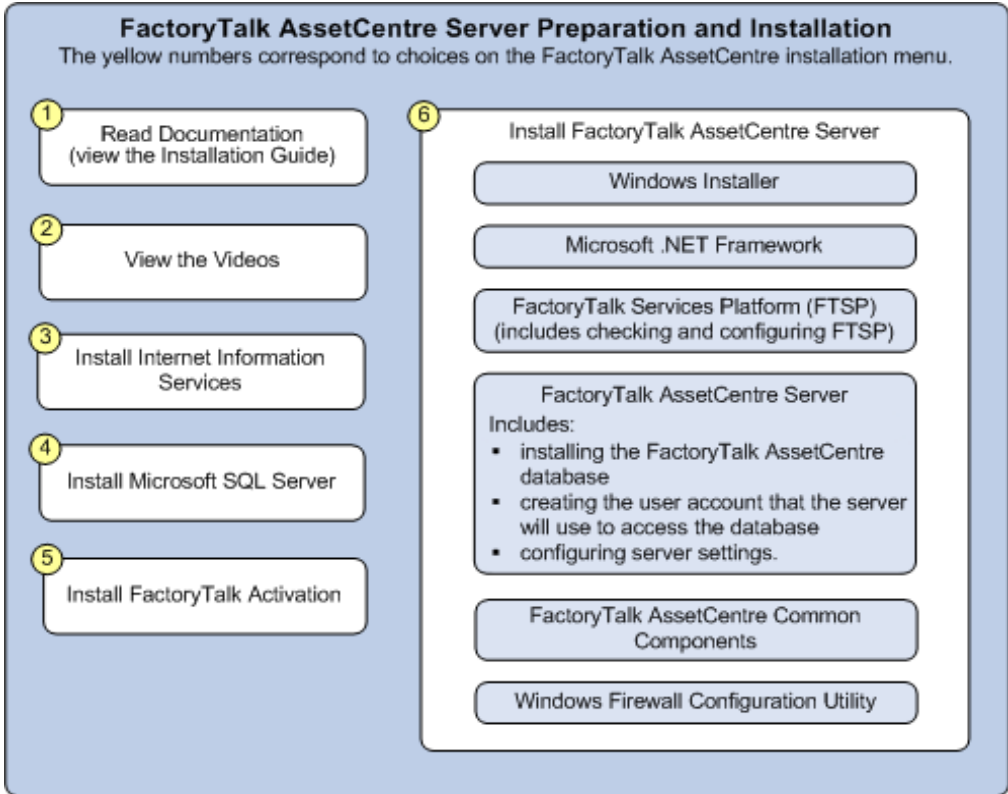 FactoryTalk AssetCentre Server Preparation and Installation
The yellow numbers correspond to choices on the FactoryTalk AssetCentre installation menu.
1
Read Documentation
(view the Installation Guide)
2
View the Videos
3
Install Internet Information
Services
4
Install Microsoft SQL Server
5
Install FactoryTalk Activation
6
Install FactoryTalk AssetCentre Server
Windows Installer
Microsoft .NET Framework
FactoryTalk Services Platform (FTSP)
(includes checking and configuring FTSP)
FactoryTalk AssetCentre Server
Includes:
▪ installing the FactoryTalk AssetCentre
database
▪ creating the user account that the server
will use to access the database
▪ configuring server settings.
FactoryTalk AssetCentre Common
Components
Windows Firewall Configuration Utility